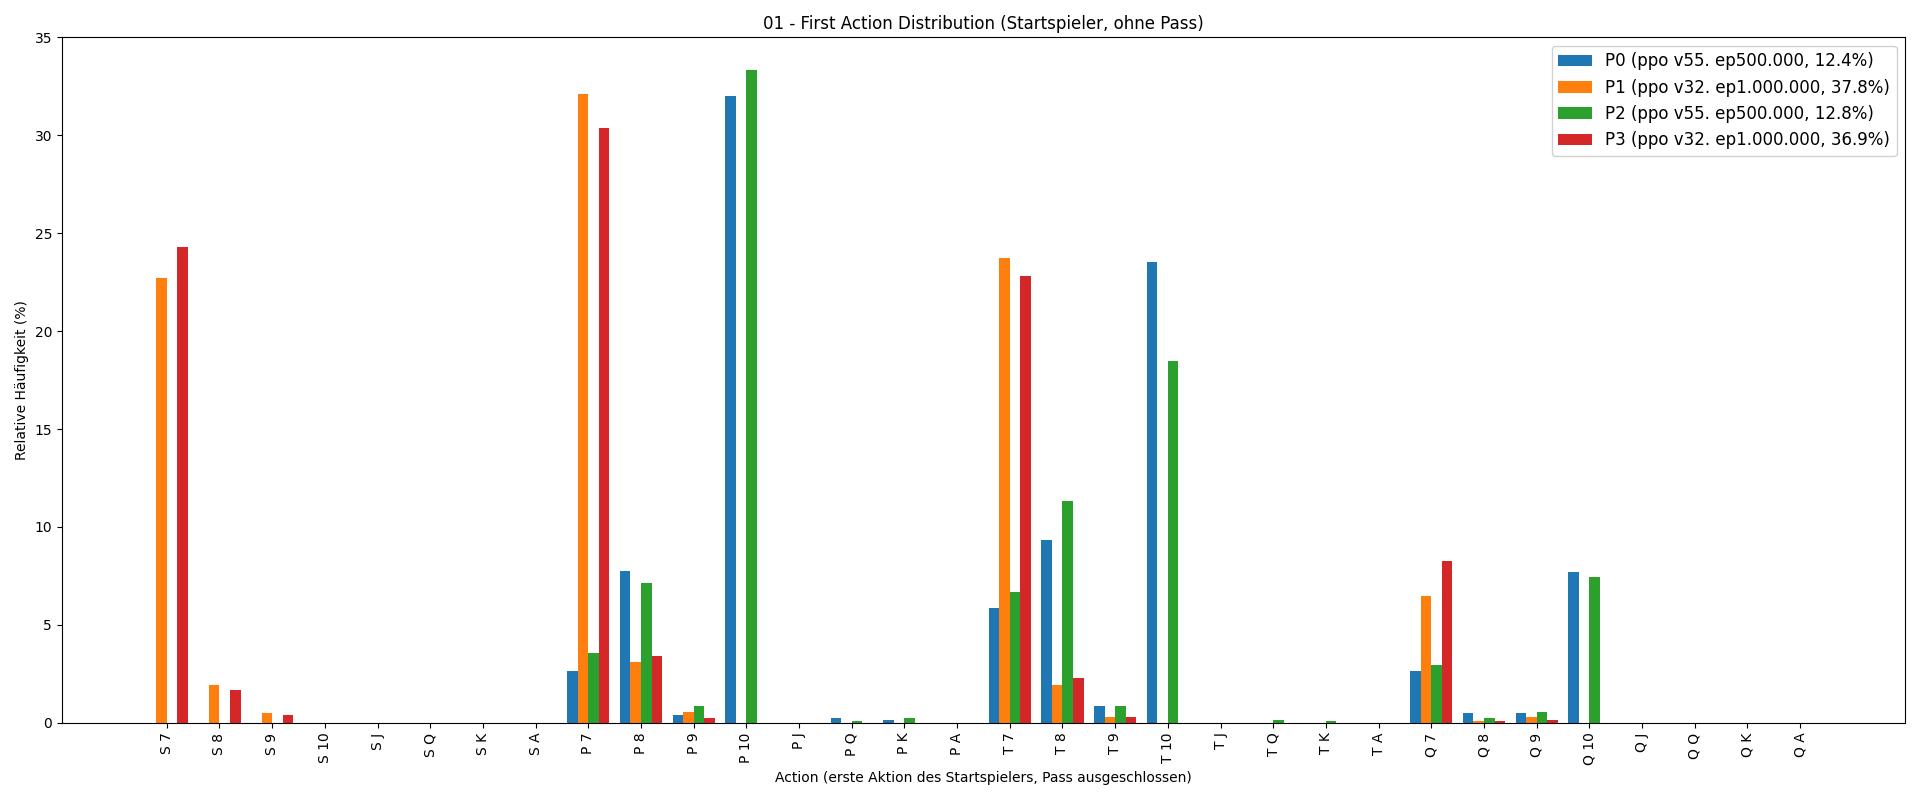 01 - First Action Distribution (Startspieler, ohne Pass)
P0 (ppo v55. ep500.000, 12.4%)
P1 (ppo v32. ep1.000.000, 37.8%)
P2 (ppo v55. ep500.000, 12.8%)
P3 (ppo v32. ep1.000.000, 36.9%)
Relative Häufigkeit (%)
35
30
25
20
15
10
5
0
S 7
S 8
S 9
S 10
S J
S Q
S K
S A
P 7
P 8
P 9
P 10
P J
P Q
P K
P A
T 7
T 8
T 9
T 10
T J
T Q
T K
T A
Q 7
Q 8
Q 9
Q 10
Q J
Q Q
Q K
Q A
Action (erste Aktion des Startspielers, Pass ausgeschlossen)